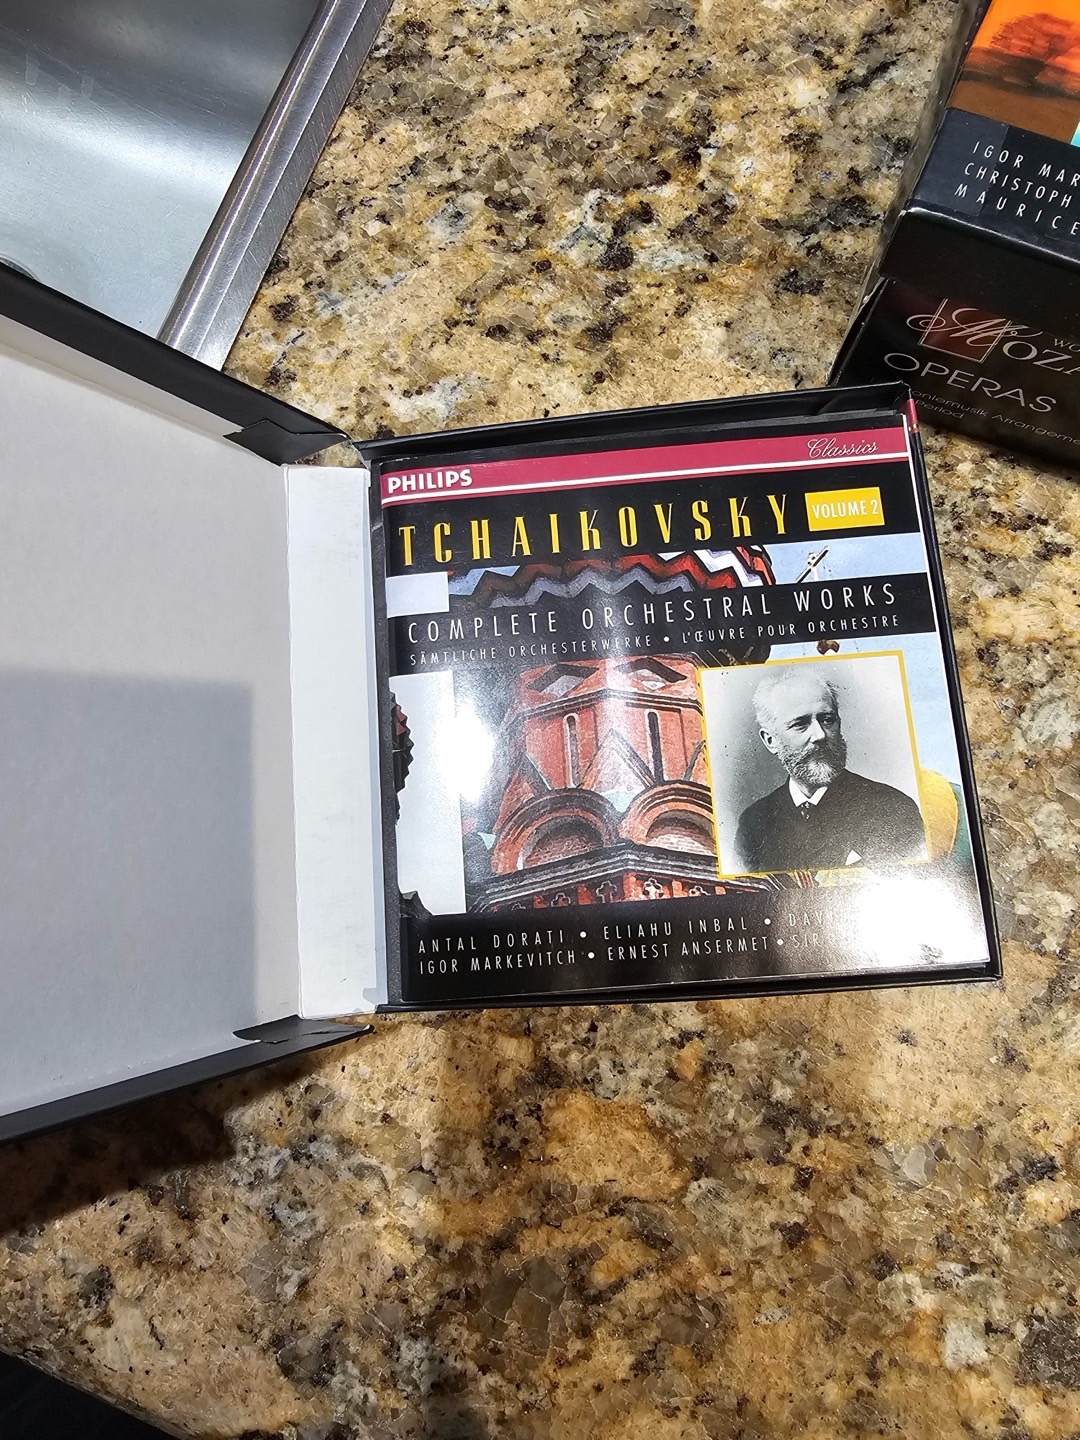 IGOR MAR
CHRISTOPH
MAURICE
OPERAS
PHILIPS
Classics
TCHAIKOVSKY
VOLUME 2
COMPLETE ORCHESTRAL WORKS
SÄMTLICHE ORCHESTERWERKE • L'ŒUVRE POUR ORCHESTRE
ANTAL DORATI • ELIAHU INBAL •
IGOR MARKEVITCH • ERNEST ANSERMET • SIR